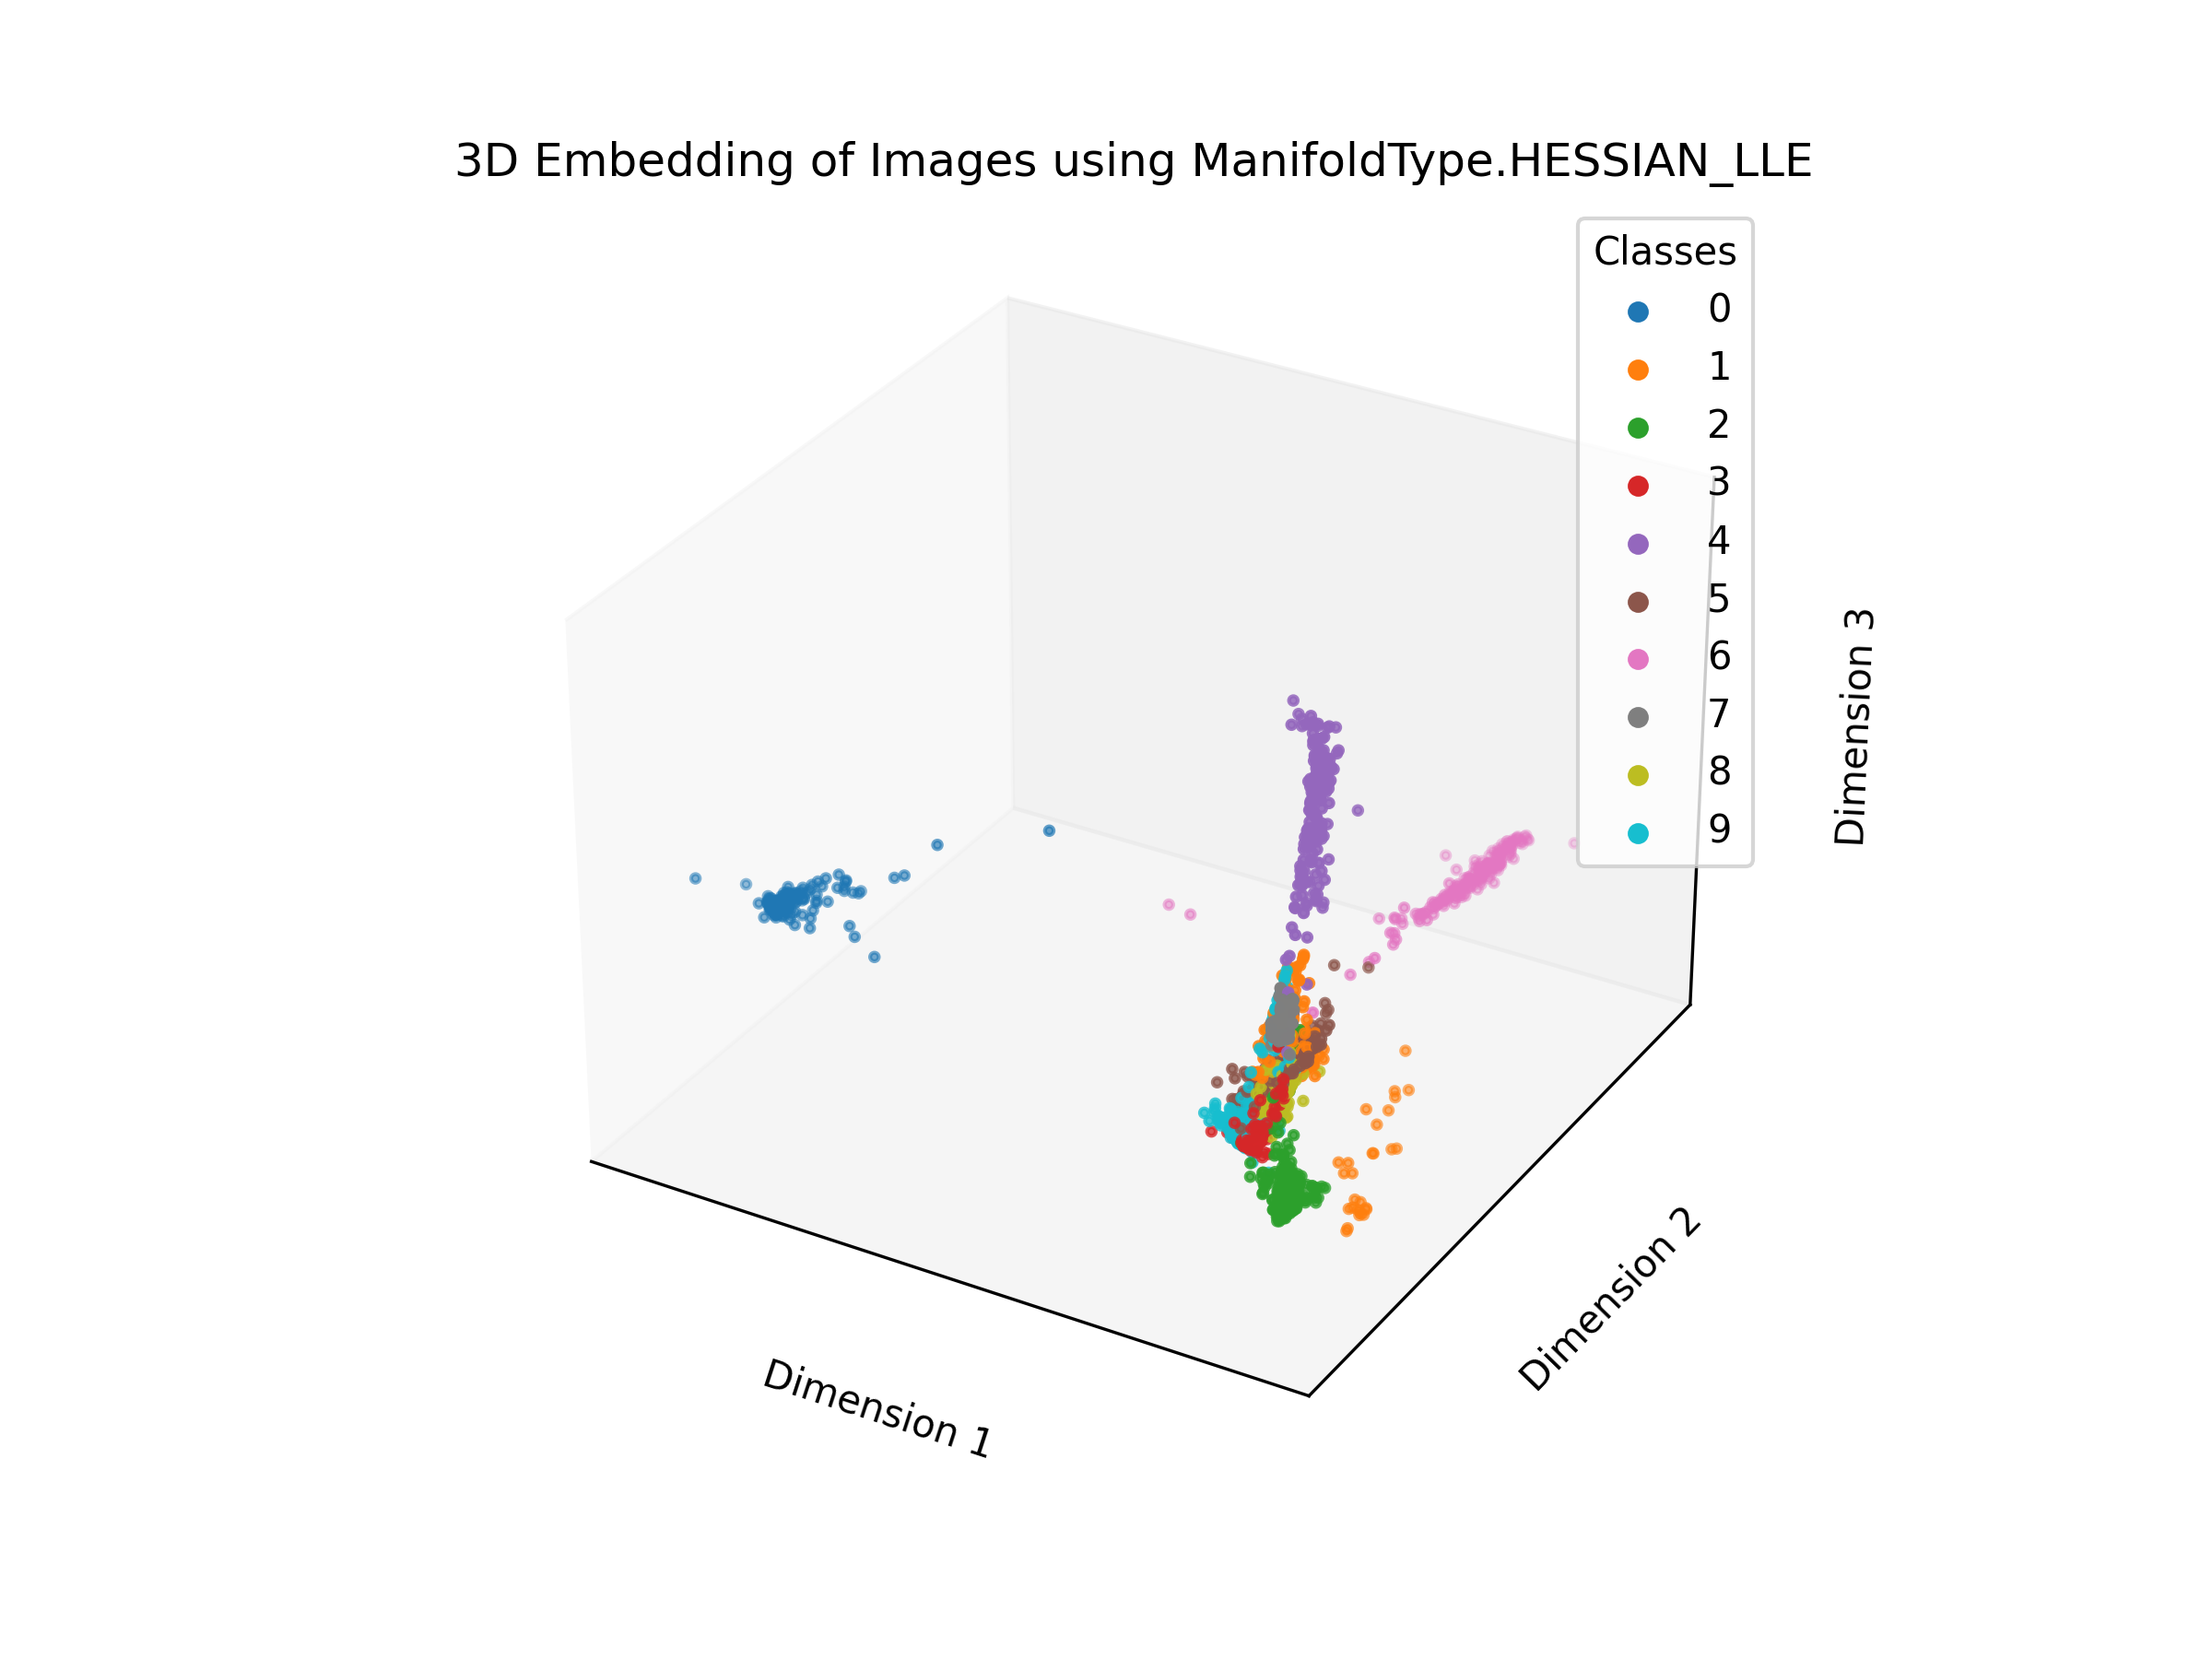 3D Embedding of Images using ManifoldType.HESSIAN_LLE
Classes
0
1
2
3
4
5
6
7
8
9
Dimension 3
Dimension 2
Dimension 1